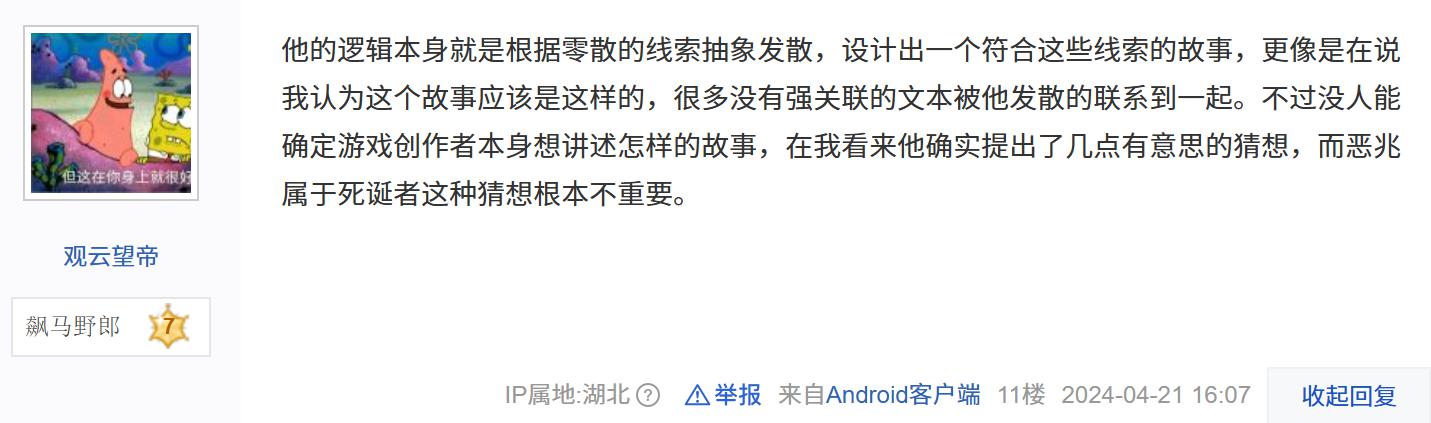 他的逻辑本身就是根据零散的线索抽象发散，设计出一个符合这些线索的故事，更像是在说
我认为这个故事应该是这样的，很多没有强关联的文本被他发散的联系到一起。不过没人能
确定游戏创作者本身想讲述怎样的故事，在我看来他确实提出了几点有意思的猜想，而恶兆
属于死诞者这种猜想根本不重要。
但这在你身上就很好
观云望帝
飙马野郎 7
IP属地:湖北 ? 举报 来自Android客户端 11楼 2024-04-21 16:07 收起回复